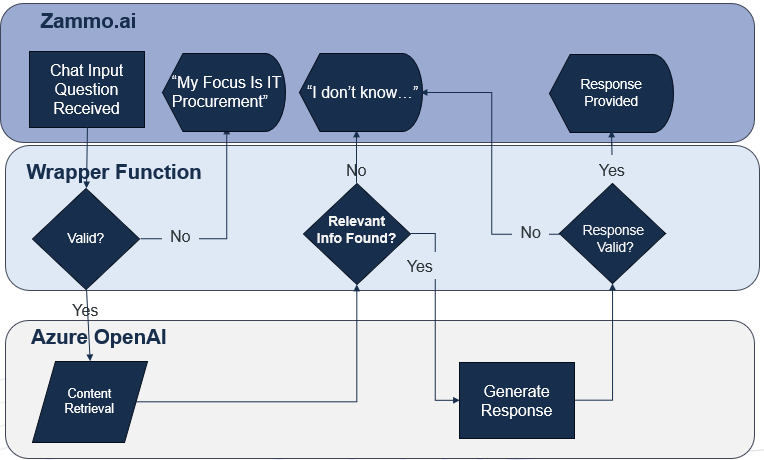 Zammo.ai
Chat Input
Question
Received
“My Focus Is IT
Procurement”
“I don’t know…”
Response
Provided
Wrapper Function
No
Yes
Valid?
No
Relevant
Info Found?
Yes
No
Response
Valid?
Yes
Azure OpenAI
Content
Retrieval
Generate
Response